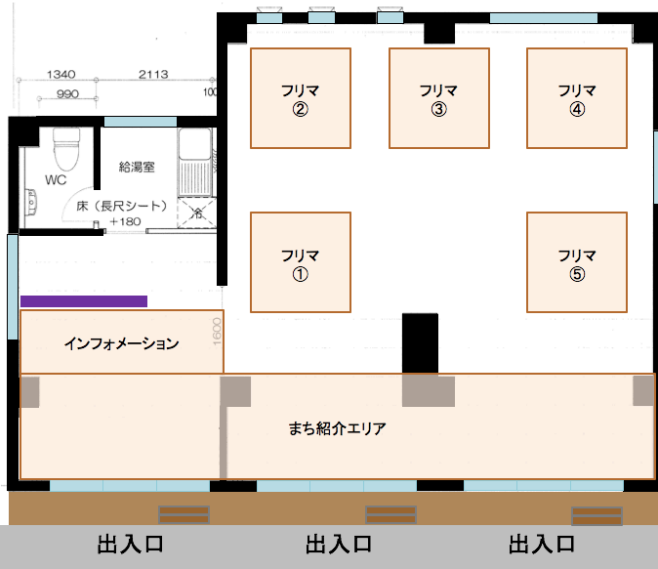 1340
2113
990
100
フリマ
②
フリマ
③
フリマ
④
WC
給湯室
床（長尺シート）
+180
冷
フリマ
①
フリマ
⑤
インフォメーション
1600
まち紹介エリア
出入口
出入口
出入口